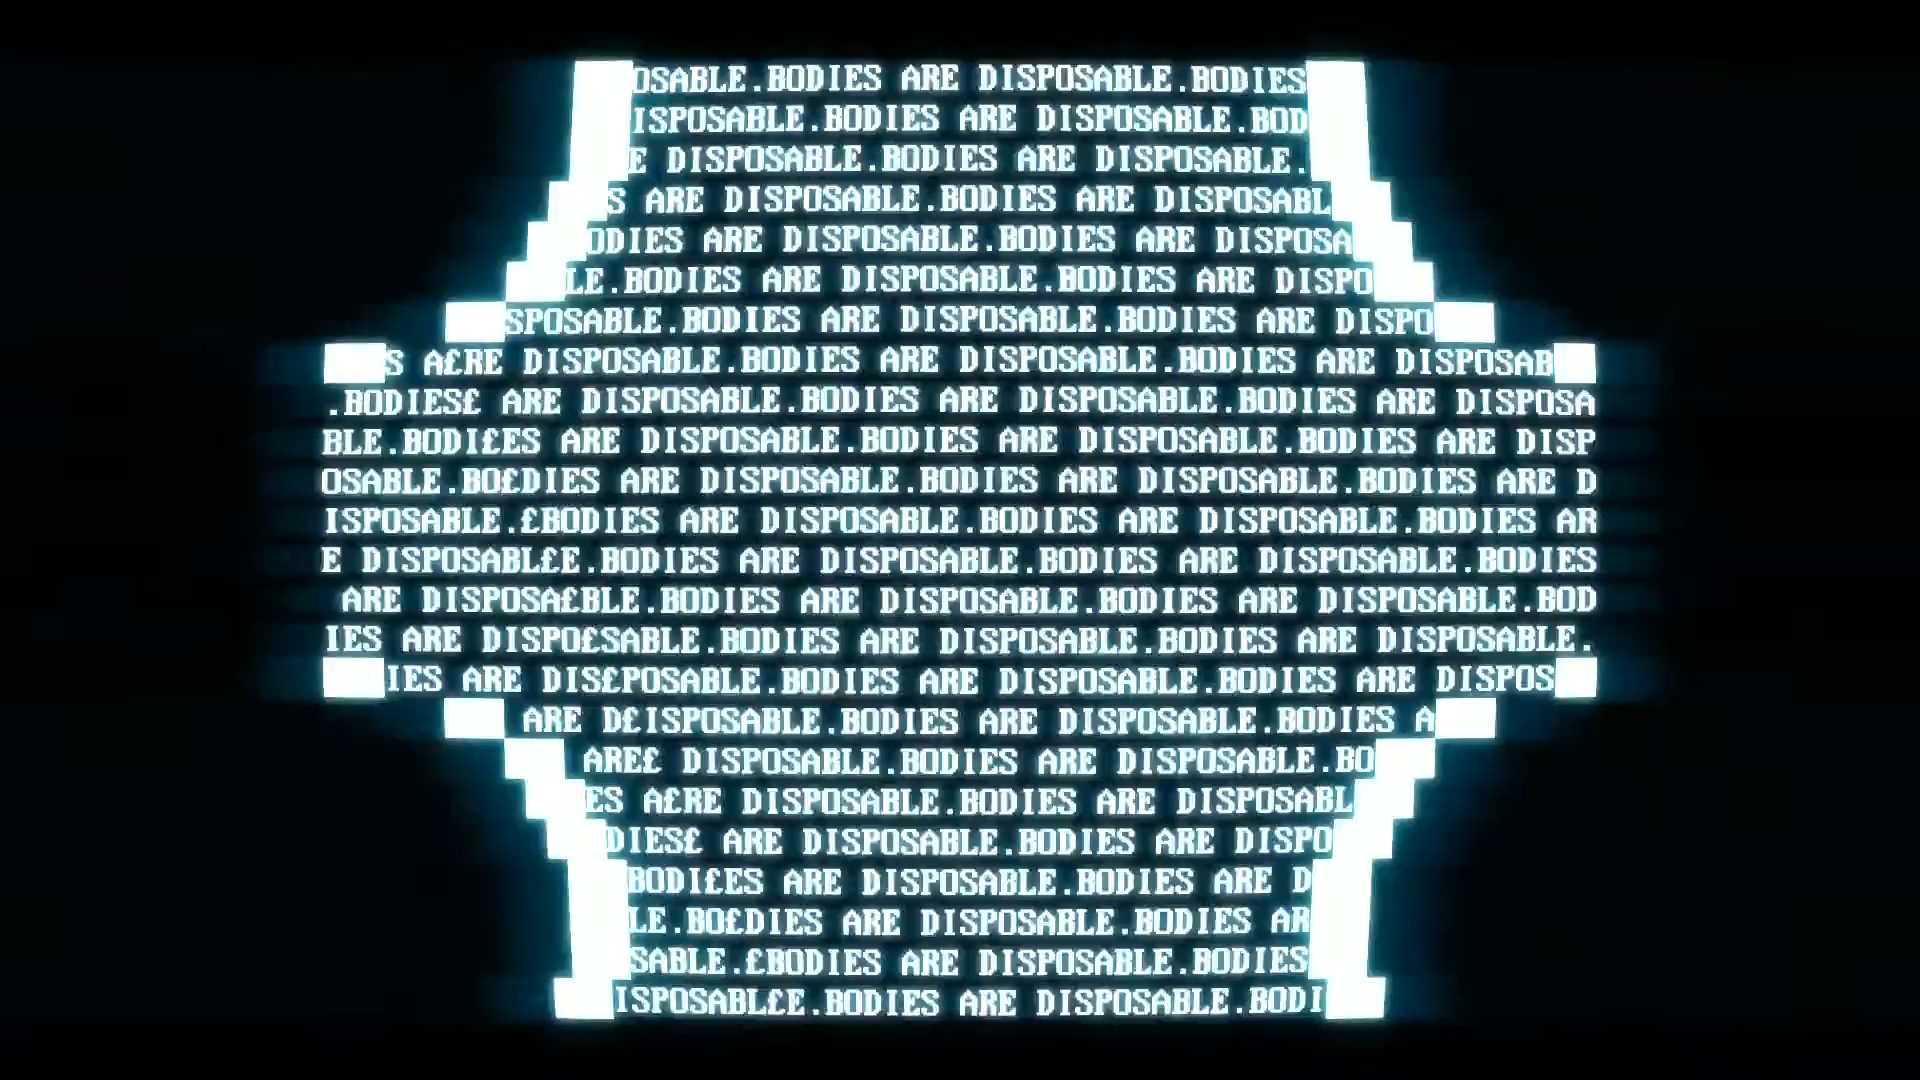 OSABLE.BODIES ARE DISPOSABLE.BODIES
ISPOSABLE.BODIES ARE DISPOSABLE.BOD
E DISPOSABLE.BODIES ARE DISPOSABLE.
S ARE DISPOSABLE.BODIES ARE DISPOSABL
ODIES ARE DISPOSABLE.BODIES ARE DISPOSA
LE.BODIES ARE DISPOSABLE.BODIES ARE DISPO
SPOSABLE.BODIES ARE DISPOSABLE.BODIES ARE DISPO
S A£RE DISPOSABLE.BODIES ARE DISPOSABLE.BODIES ARE DISPOSAB
.BODIES£ ARE DISPOSABLE.BODIES ARE DISPOSABLE.BODIES ARE DISPOSA
BLE.BODI£ES ARE DISPOSABLE.BODIES ARE DISPOSABLE.BODIES ARE DISP
OSABLE.BO£DIES ARE DISPOSABLE.BODIES ARE DISPOSABLE.BODIES ARE D
ISPOSABLE.£BODIES ARE DISPOSABLE.BODIES ARE DISPOSABLE.BODIES AR
E DISPOSABL£E.BODIES ARE DISPOSABLE.BODIES ARE DISPOSABLE.BODIES
ARE DISPOSA£BLE.BODIES ARE DISPOSABLE.BODIES ARE DISPOSABLE.BOD
IES ARE DISPO£SABLE.BODIES ARE DISPOSABLE.BODIES ARE DISPOSABLE.
IES ARE DIS£POSABLE.BODIES ARE DISPOSABLE.BODIES ARE DISPOS
ARE D£ISPOSABLE.BODIES ARE DISPOSABLE.BODIES A
ARE£ DISPOSABLE.BODIES ARE DISPOSABLE.BO
ES A£RE DISPOSABLE.BODIES ARE DISPOSABL
DIES£ ARE DISPOSABLE.BODIES ARE DISPO
BODI£ES ARE DISPOSABLE.BODIES ARE D
LE.BO£DIES ARE DISPOSABLE.BODIES AR
SABLE.£BODIES ARE DISPOSABLE.BODIES
ISPOSABL£E.BODIES ARE DISPOSABLE.BODI